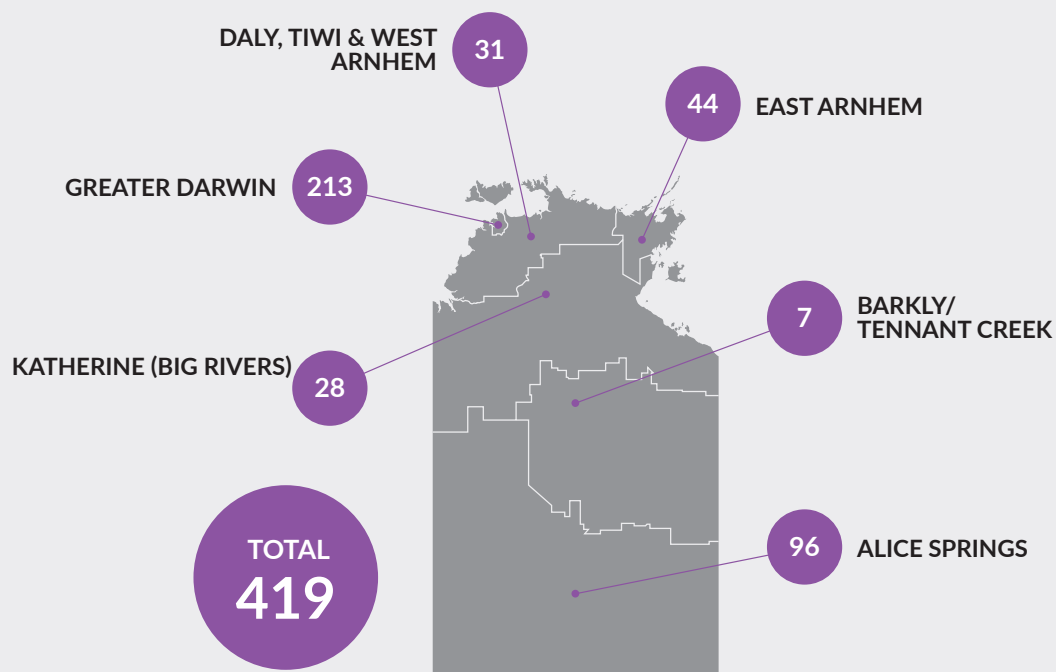 DALY, TIWI & WEST
ARNHEM
31
44
EAST ARNHEM
GREATER DARWIN
213
7
BARKLY/
TENNANT CREEK
KATHERINE (BIG RIVERS)
28
TOTAL
419
96
ALICE SPRINGS